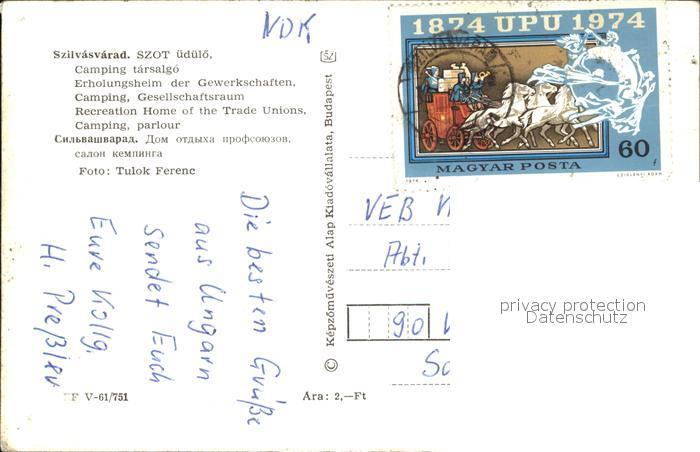 NDK
1874 UPU 1974
60
MAGYAR POSTA
Szilvásvárad. SZOT üdülő,
Camping társalgó
Erholungsheim der Gewerkschaften,
Camping, Gesellschaftsraum
Recreation Home of the Trade Unions,
Camping, parlour
Сильвашварад. Дом отдыха профсоюзов,
салон кемпинга
Foto: Tulok Ferenc
Die besten Grüße
aus Ungarn
sendet Euch
Eure Kollg.
H.
© Képzőművészeti Alap Kiadóvállalata, Budapest
VEB
Abt.
90
privacy protection
Datenschutz
F V-61/751
Ára: 2,—Ft